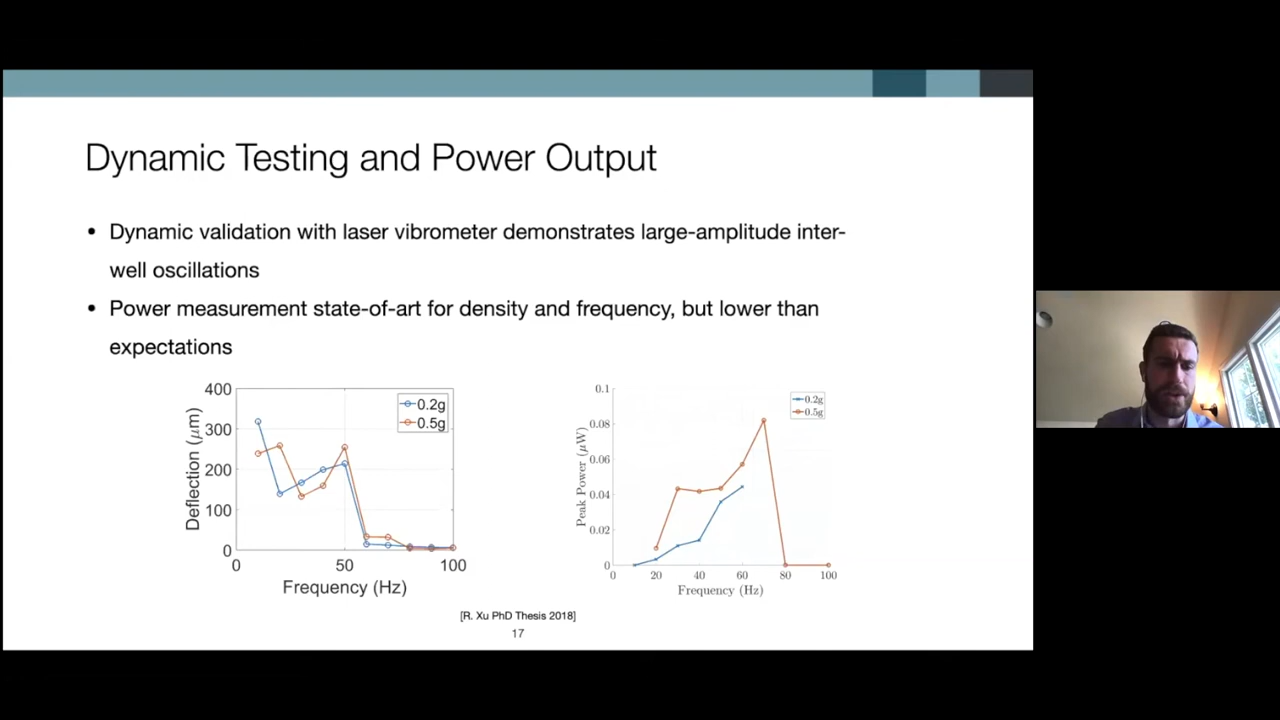 Dynamic Testing and Power Output
• Dynamic validation with laser vibrometer demonstrates large-amplitude inter-
well oscillations
• Power measurement state-of-art for density and frequency, but lower than
expectations
400
300
200
100
0
0 50 100
Deflection (μm)
Frequency (Hz)
0.2g
0.5g
0.1
0.08
0.06
0.04
0.02
0
0 20 40 60 80 100
Peak Power (μW)
Frequency (Hz)
0.2g
0.5g
[R. Xu PhD Thesis 2018]
17